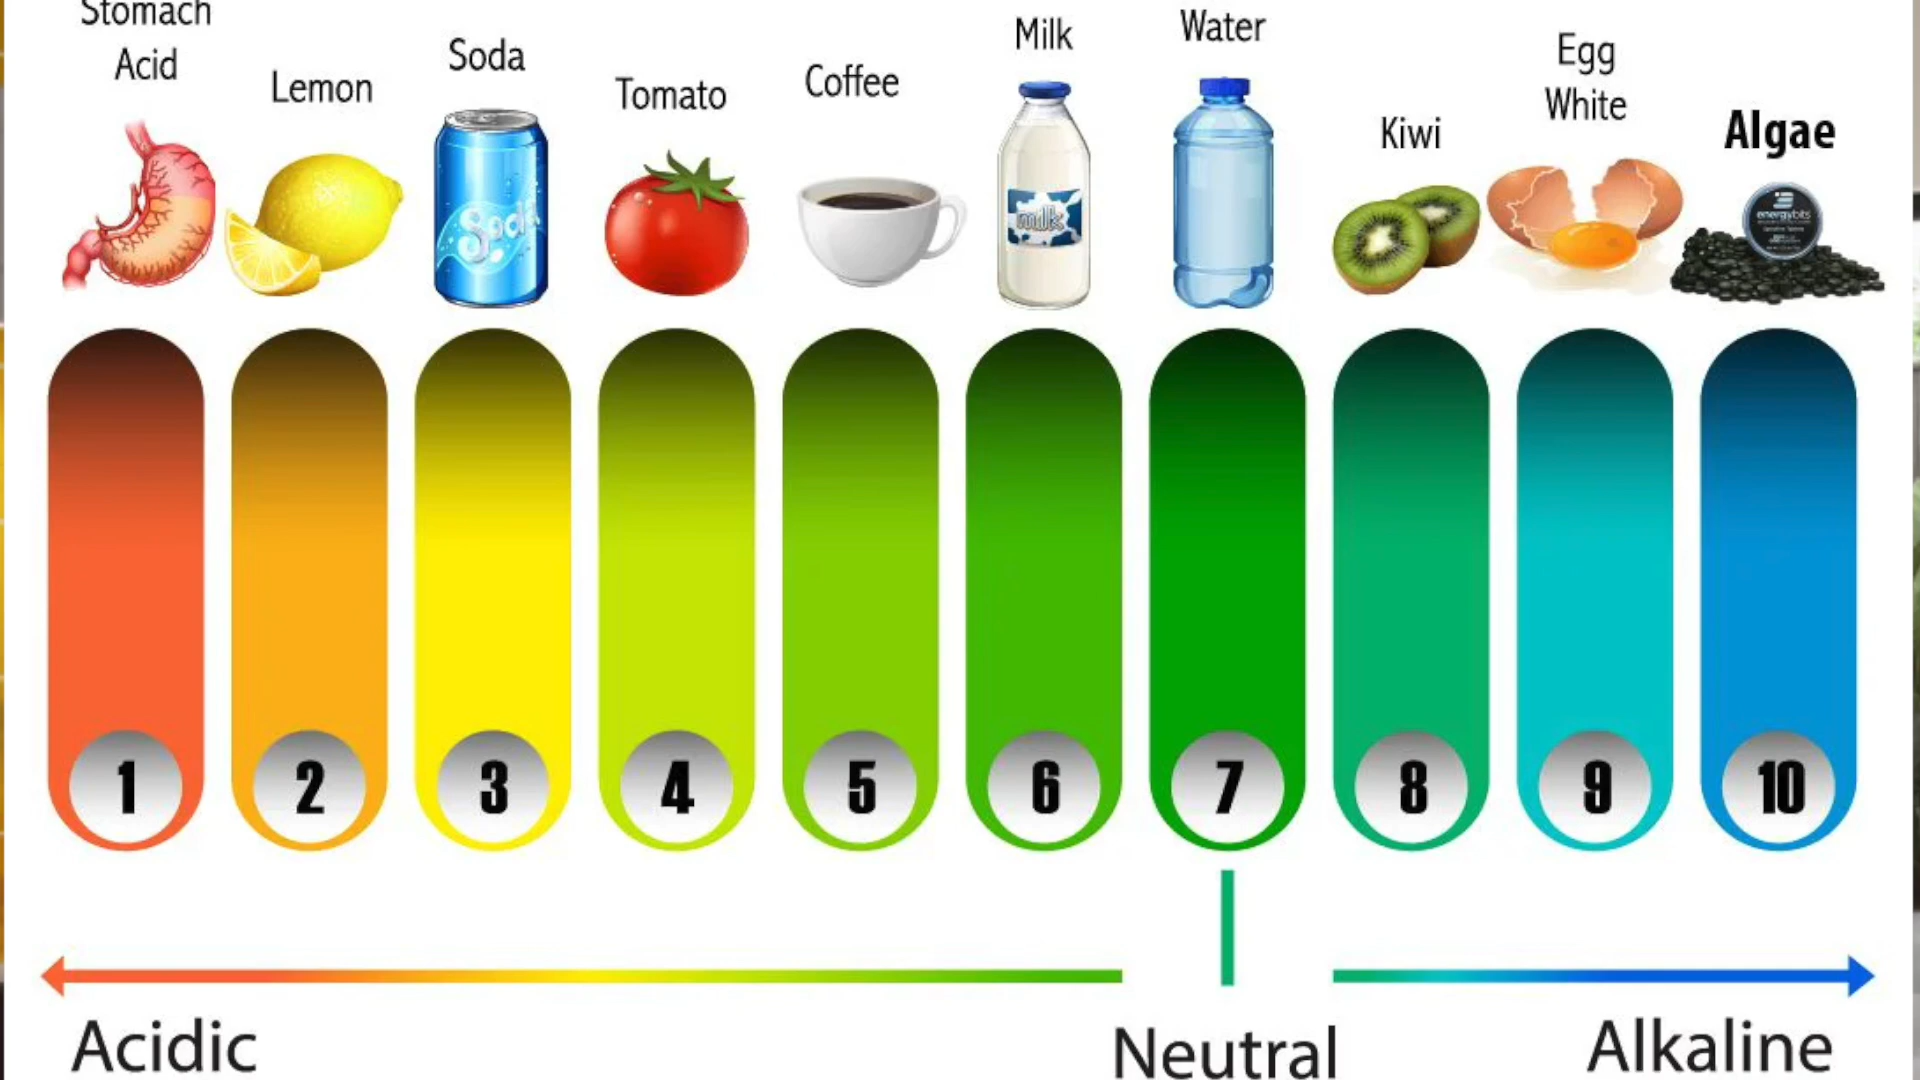 Stomach
Acid
Lemon
Soda
Tomato
Coffee
Milk
Water
Kiwi
Egg
White
Algae
Soda
milk
energybits
1
2
3
4
5
6
7
8
9
10
Acidic
Neutral
Alkaline